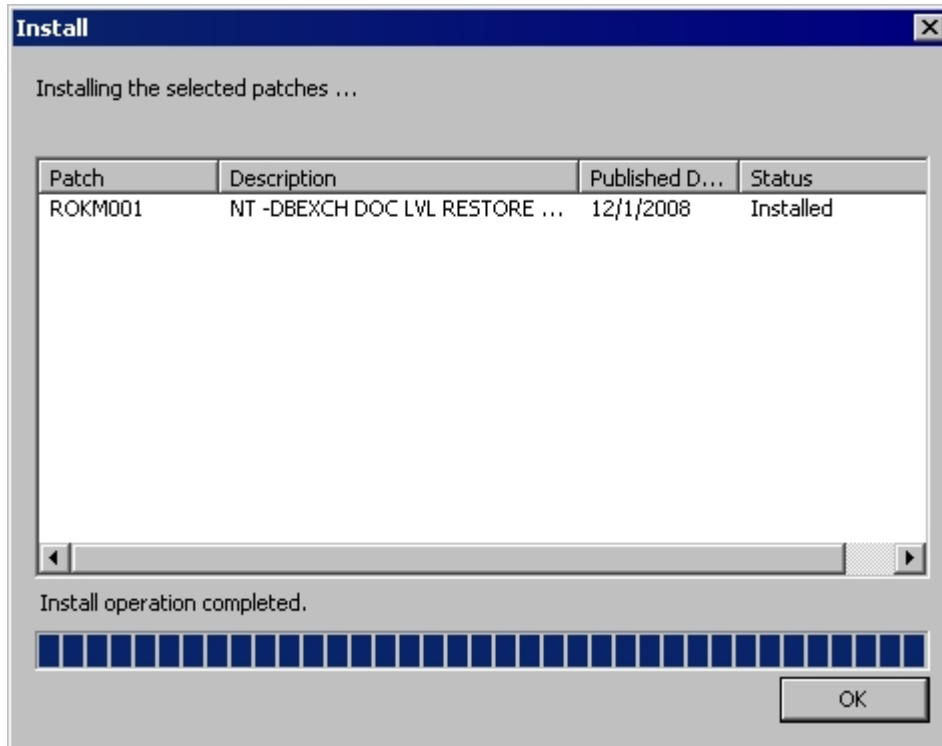 Install
Installing the selected patches ...
Patch Description Published D... Status
ROKM001 NT -DBEXCH DOC LVL RESTORE ... 12/1/2008 Installed
Install operation completed.
OK